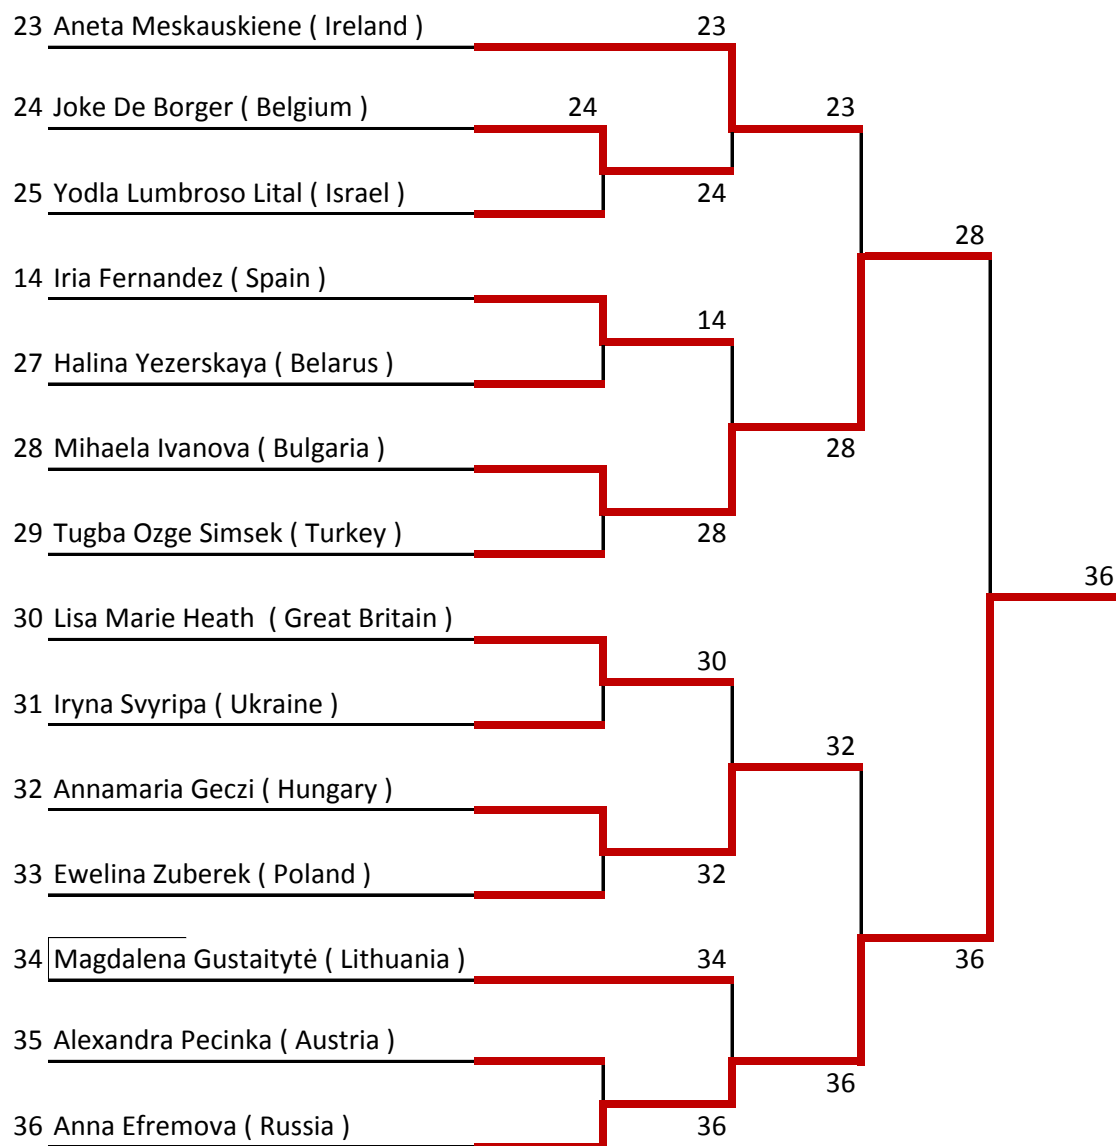 23 Aneta Meskauskiene ( Ireland ) 23
24 Joke De Borger ( Belgium ) 24 23
25 Yodla Lumbroso Lital ( Israel ) 24
28
14 Iria Fernandez ( Spain )
14
27 Halina Yezerskaya ( Belarus )
28 Mihaela Ivanova ( Bulgaria ) 28
29 Tugba Ozge Simsek ( Turkey ) 28
36
30 Lisa Marie Heath ( Great Britain )
30
31 Iryna Svyripa ( Ukraine )
32
32 Annamaria Geczi ( Hungary )
33 Ewelina Zuberek ( Poland ) 32
34 Magdalena Gustaitytė ( Lithuania ) 34 36
35 Alexandra Pecinka ( Austria )
36
36 Anna Efremova ( Russia ) 36